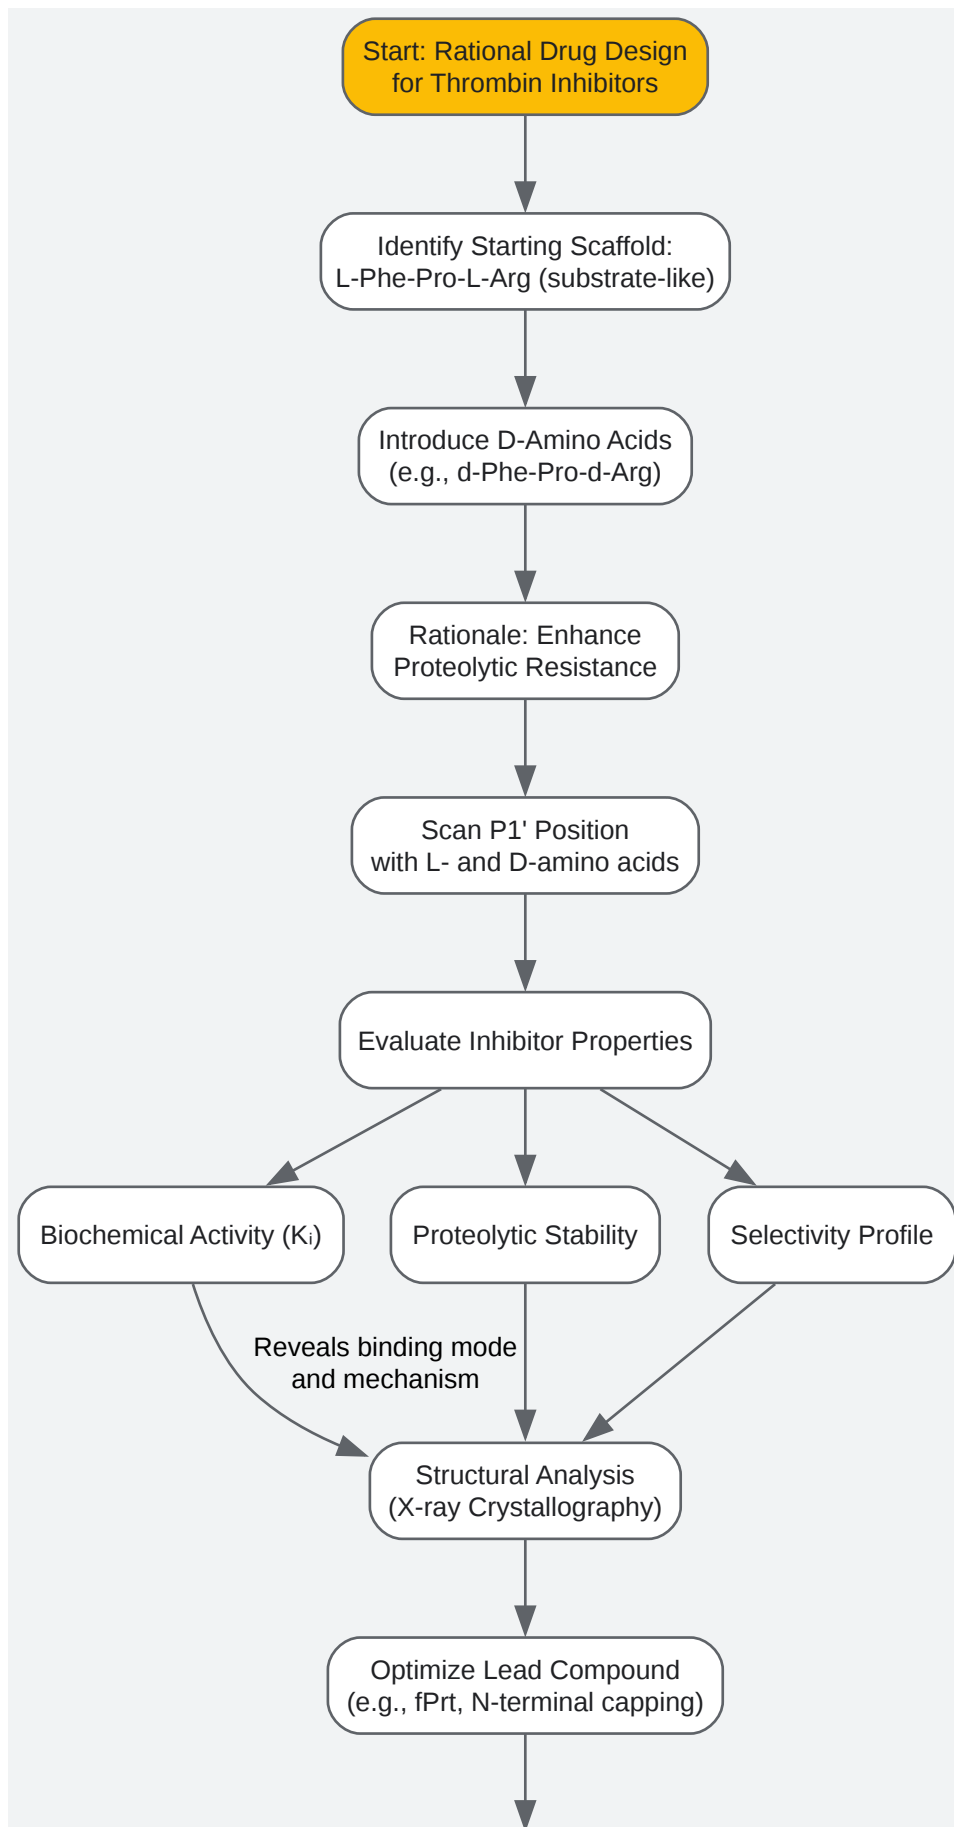 Start: Rational Drug Design
for Thrombin Inhibitors
Identify Starting Scaffold:
L-Phe-Pro-L-Arg (substrate-like)
Introduce D-Amino Acids
(e.g., d-Phe-Pro-d-Arg)
Rationale: Enhance
Proteolytic Resistance
Scan P1' Position
with L- and D-amino acids
Evaluate Inhibitor Properties
Biochemical Activity (Kᵢ)
Proteolytic Stability
Selectivity Profile
Reveals binding mode
and mechanism
Structural Analysis
(X-ray Crystallography)
Optimize Lead Compound
(e.g., fPrt, N-terminal capping)